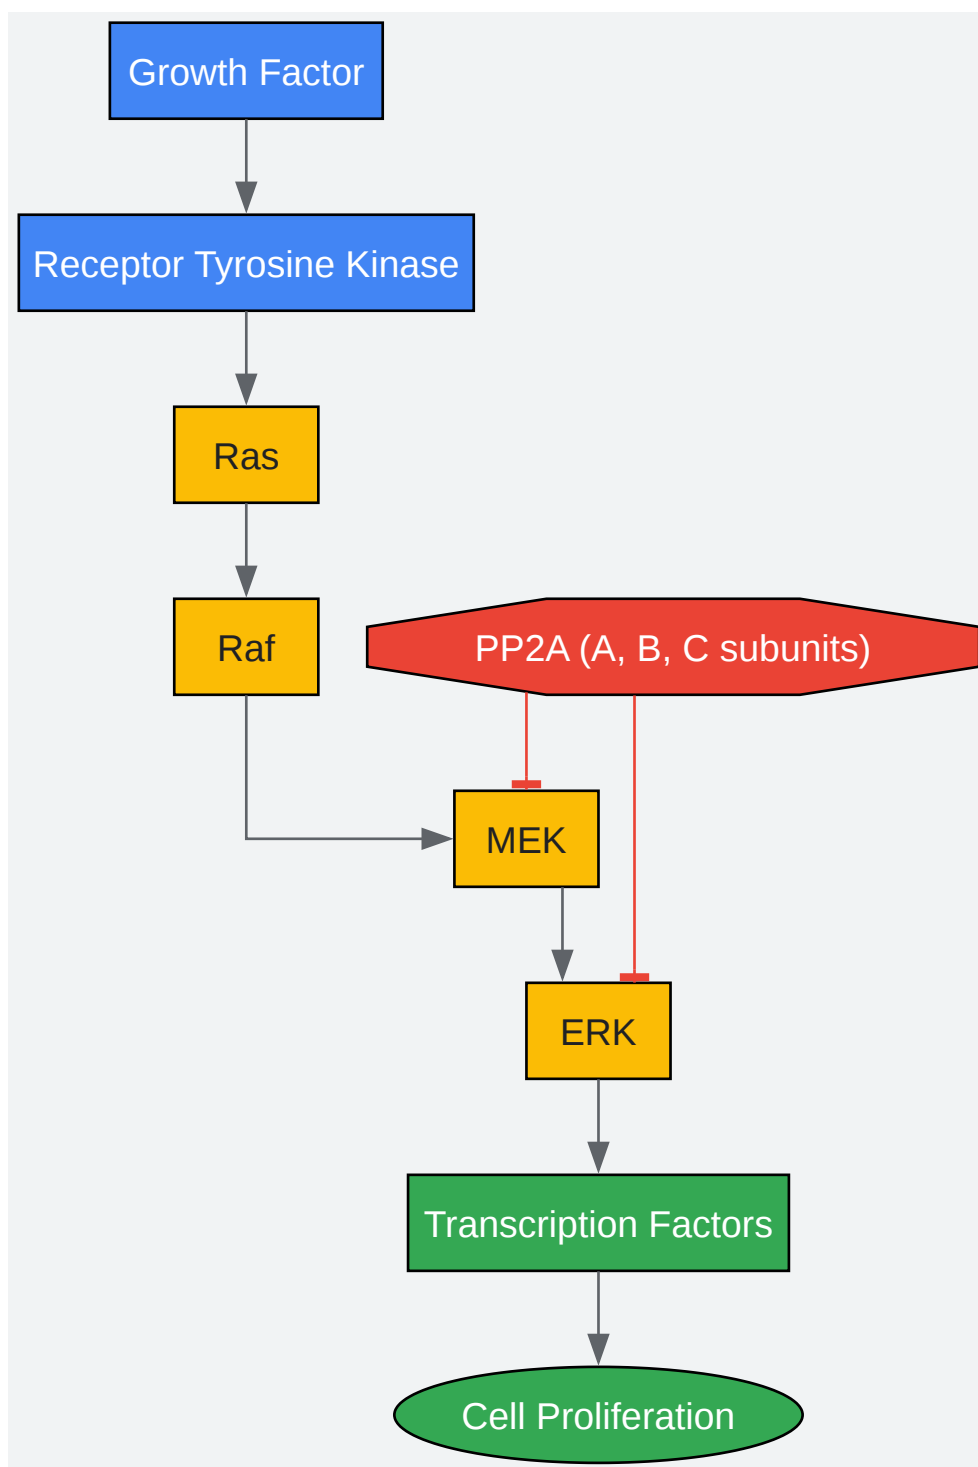 Growth Factor
Receptor Tyrosine Kinase
Ras
Raf
PP2A (A, B, C subunits)
MEK
ERK
Transcription Factors
Cell Proliferation